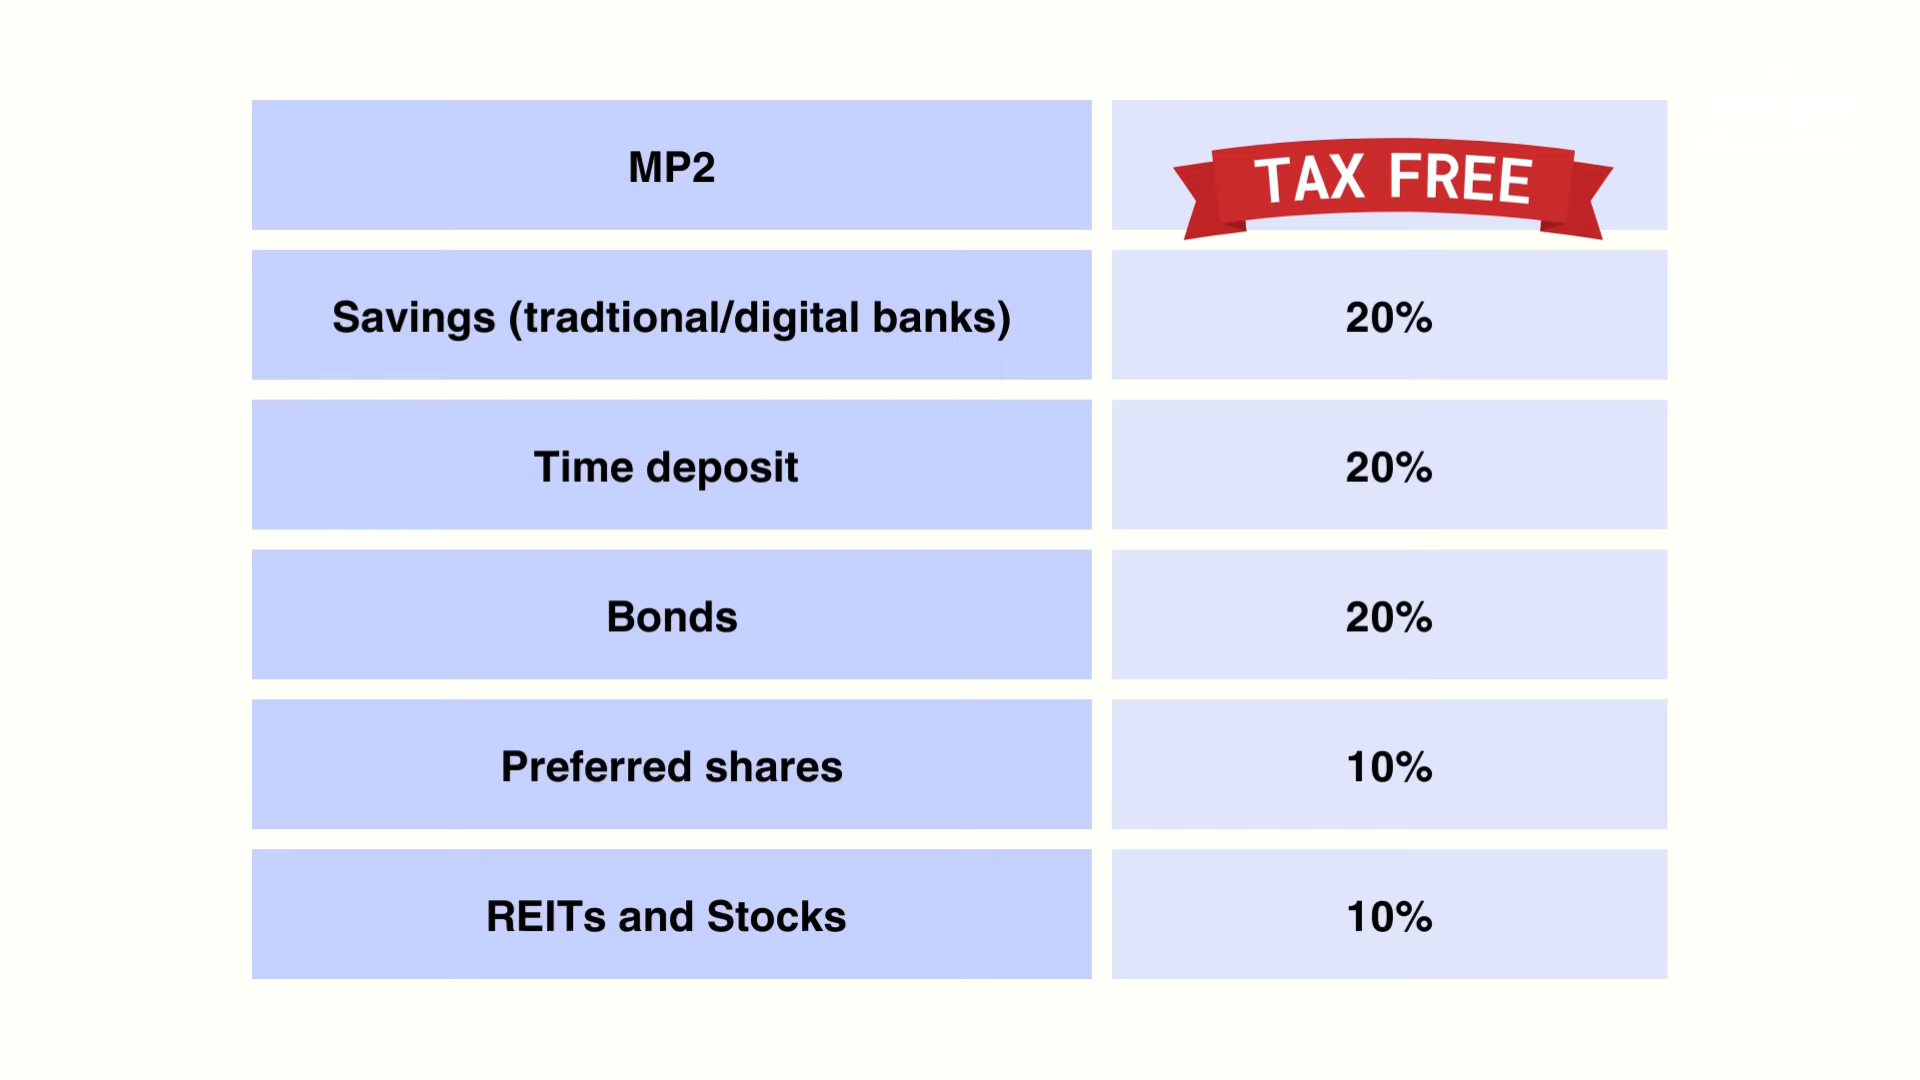 MP2
TAX FREE
Savings (tradtional/digital banks)
20%
Time deposit
20%
Bonds
20%
Preferred shares
10%
REITs and Stocks
10%